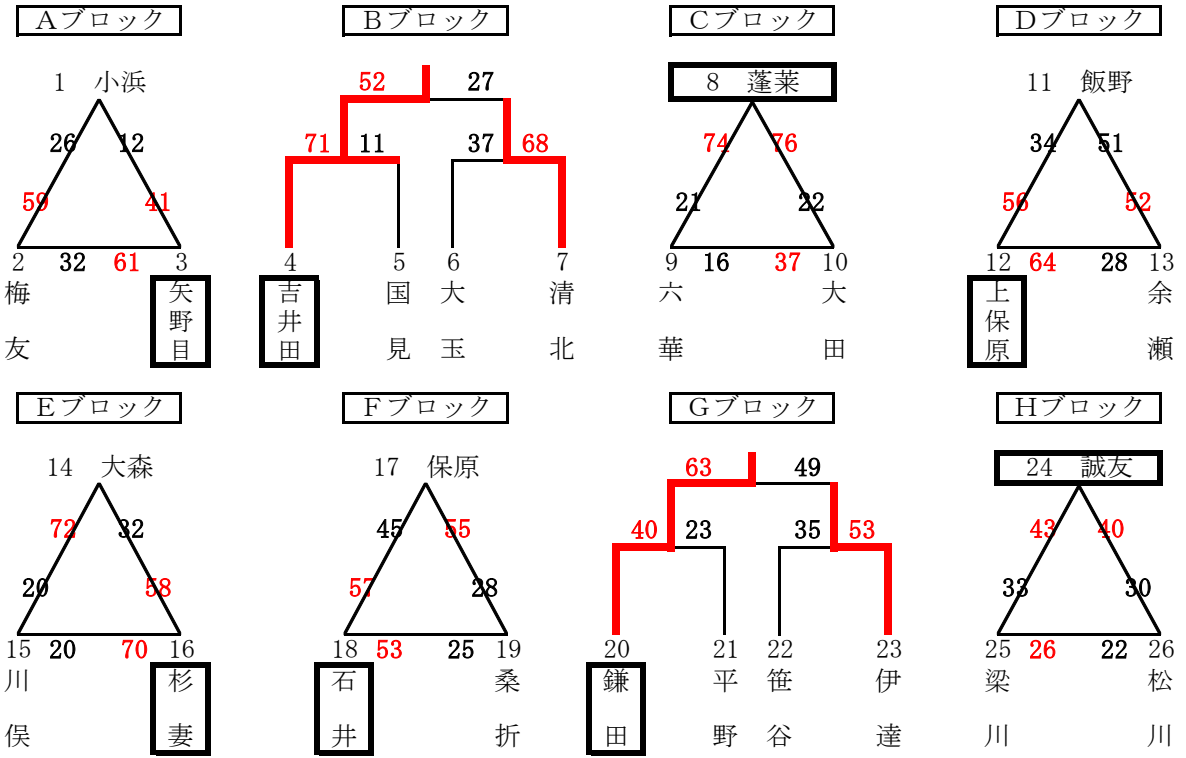 Aブロック Bブロック Cブロック Dブロック
1 小浜 52 27 8 蓬莱 11 飯野
26 12 71 11 37 68 74 76 34 51
59 41 21 22 56 52
2 32 61 3 4 5 6 7 9 16 37 10 12 64 28 13
梅友 矢野目 吉井田 国見 大玉 清北 六華 大田 上保原 余瀬
Eブロック Fブロック Gブロック Hブロック
14 大森 17 保原 63 49 24 誠友
72 32 45 55 40 23 35 53 43 40
20 58 57 28 33 30
15 20 70 16 18 53 25 19 20 21 22 23 25 26 22 26
川俣 杉妻 石井 桑折 鎌田 平野 笹谷 伊達 梁川 松川